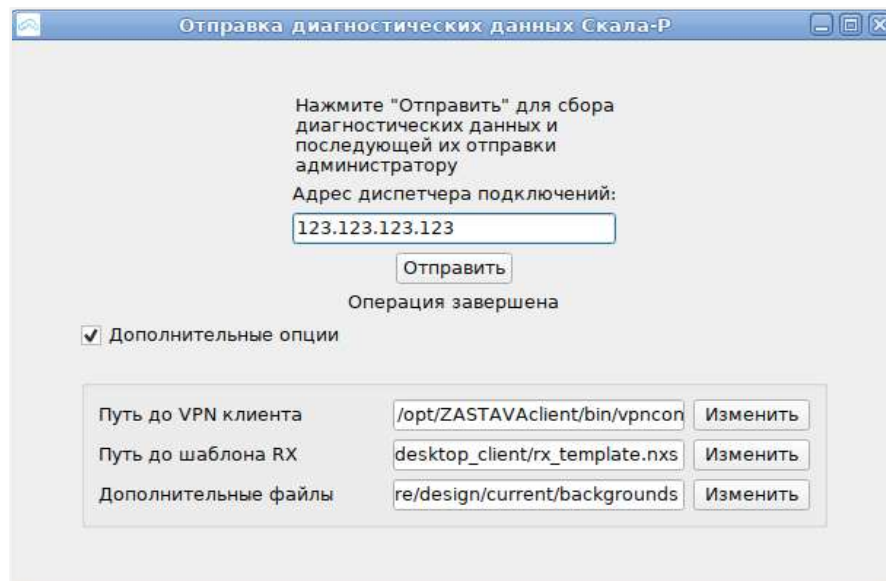 Отправка диагностических данных Скала-Р
Нажмите "Отправить" для сбора
диагностических данных и
последующей их отправки
администратору
Адрес диспетчера подключений:
123.123.123.123
Отправить
Операция завершена
Дополнительные опции
Путь до VPN клиента /opt/ZASTAVAclient/bin/vpncon Изменить
Путь до шаблона RX desktop_client/rx_template.nxs Изменить
Дополнительные файлы re/design/current/backgrounds Изменить